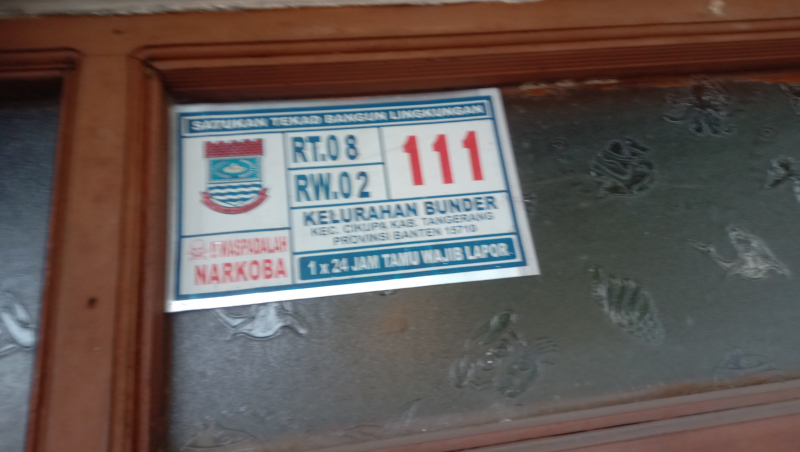 SATUKAN TEKAD BANGUN LINGKUNGAN
RT.08
RW.02
111
KELURAHAN BUNDER
KEC. CIKUPA KAB. TANGERANG
PROVINSI BANTEN 15710
WASPADALAH
NARKOBA
1 x 24 JAM TAMU WAJIB LAPOR